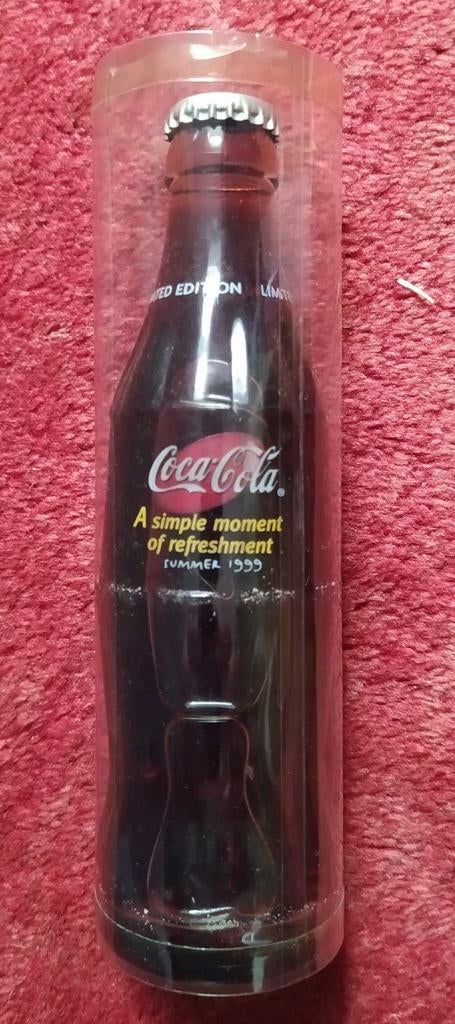 ITED EDITION LIMIT
Coca-Cola®
A simple moment
of refreshment
SUMMER 1999